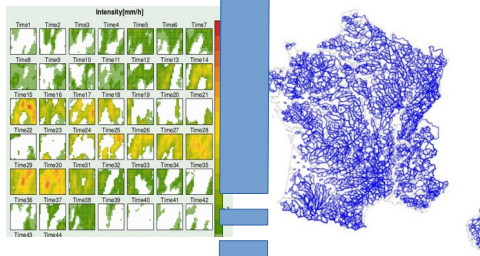 Intensity[mm/h]
Time1 Time2 Time3 Time4 Time5 Time6 Time7
Time8 Time9 Time10 Time11 Time12 Time13 Time14
Time15 Time16 Time17 Time18 Time19 Time20 Time21
Time22 Time23 Time24 Time25 Time26 Time27 Time28
Time29 Time30 Time31 Time32 Time33 Time34 Time35
Time36 Time37 Time38 Time39 Time40 Time41 Time42
Time43 Time44